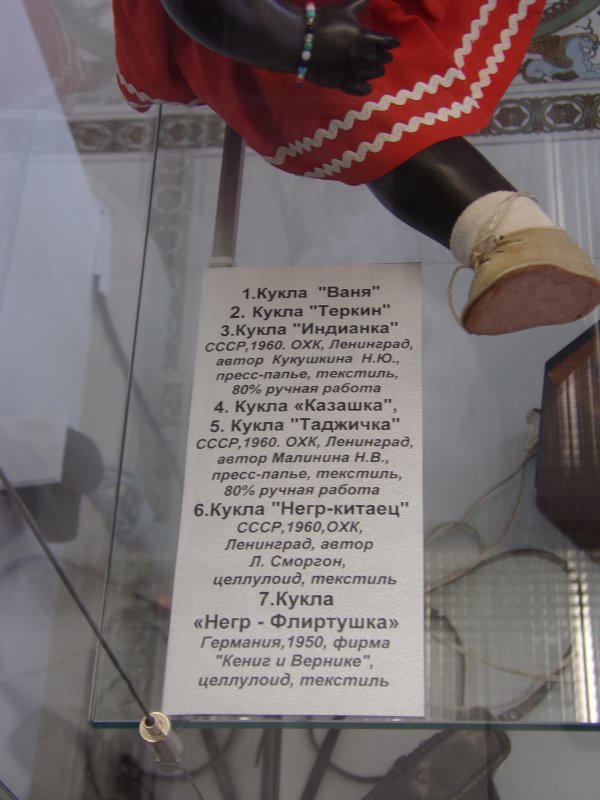 1.Кукла "Ваня"
2. Кукла "Теркин"
3.Кукла "Индианка"
СССР,1960. ОХК, Ленинград,
автор Кукушкина Н.Ю.,
пресс-папье, текстиль,
80% ручная работа
4. Кукла «Казашка",
5. Кукла "Таджичка"
СССР,1960. ОХК, Ленинград,
автор Малинина Н.В.,
пресс-папье, текстиль,
80% ручная работа
6.Кукла "Негр-китаец"
СССР,1960,ОХК,
Ленинград, автор
Л. Сморгон,
целлулоид, текстиль
7.Кукла
«Негр - Флиртушка»
Германия,1950, фирма
"Кениг и Вернике",
целлулоид, текстиль